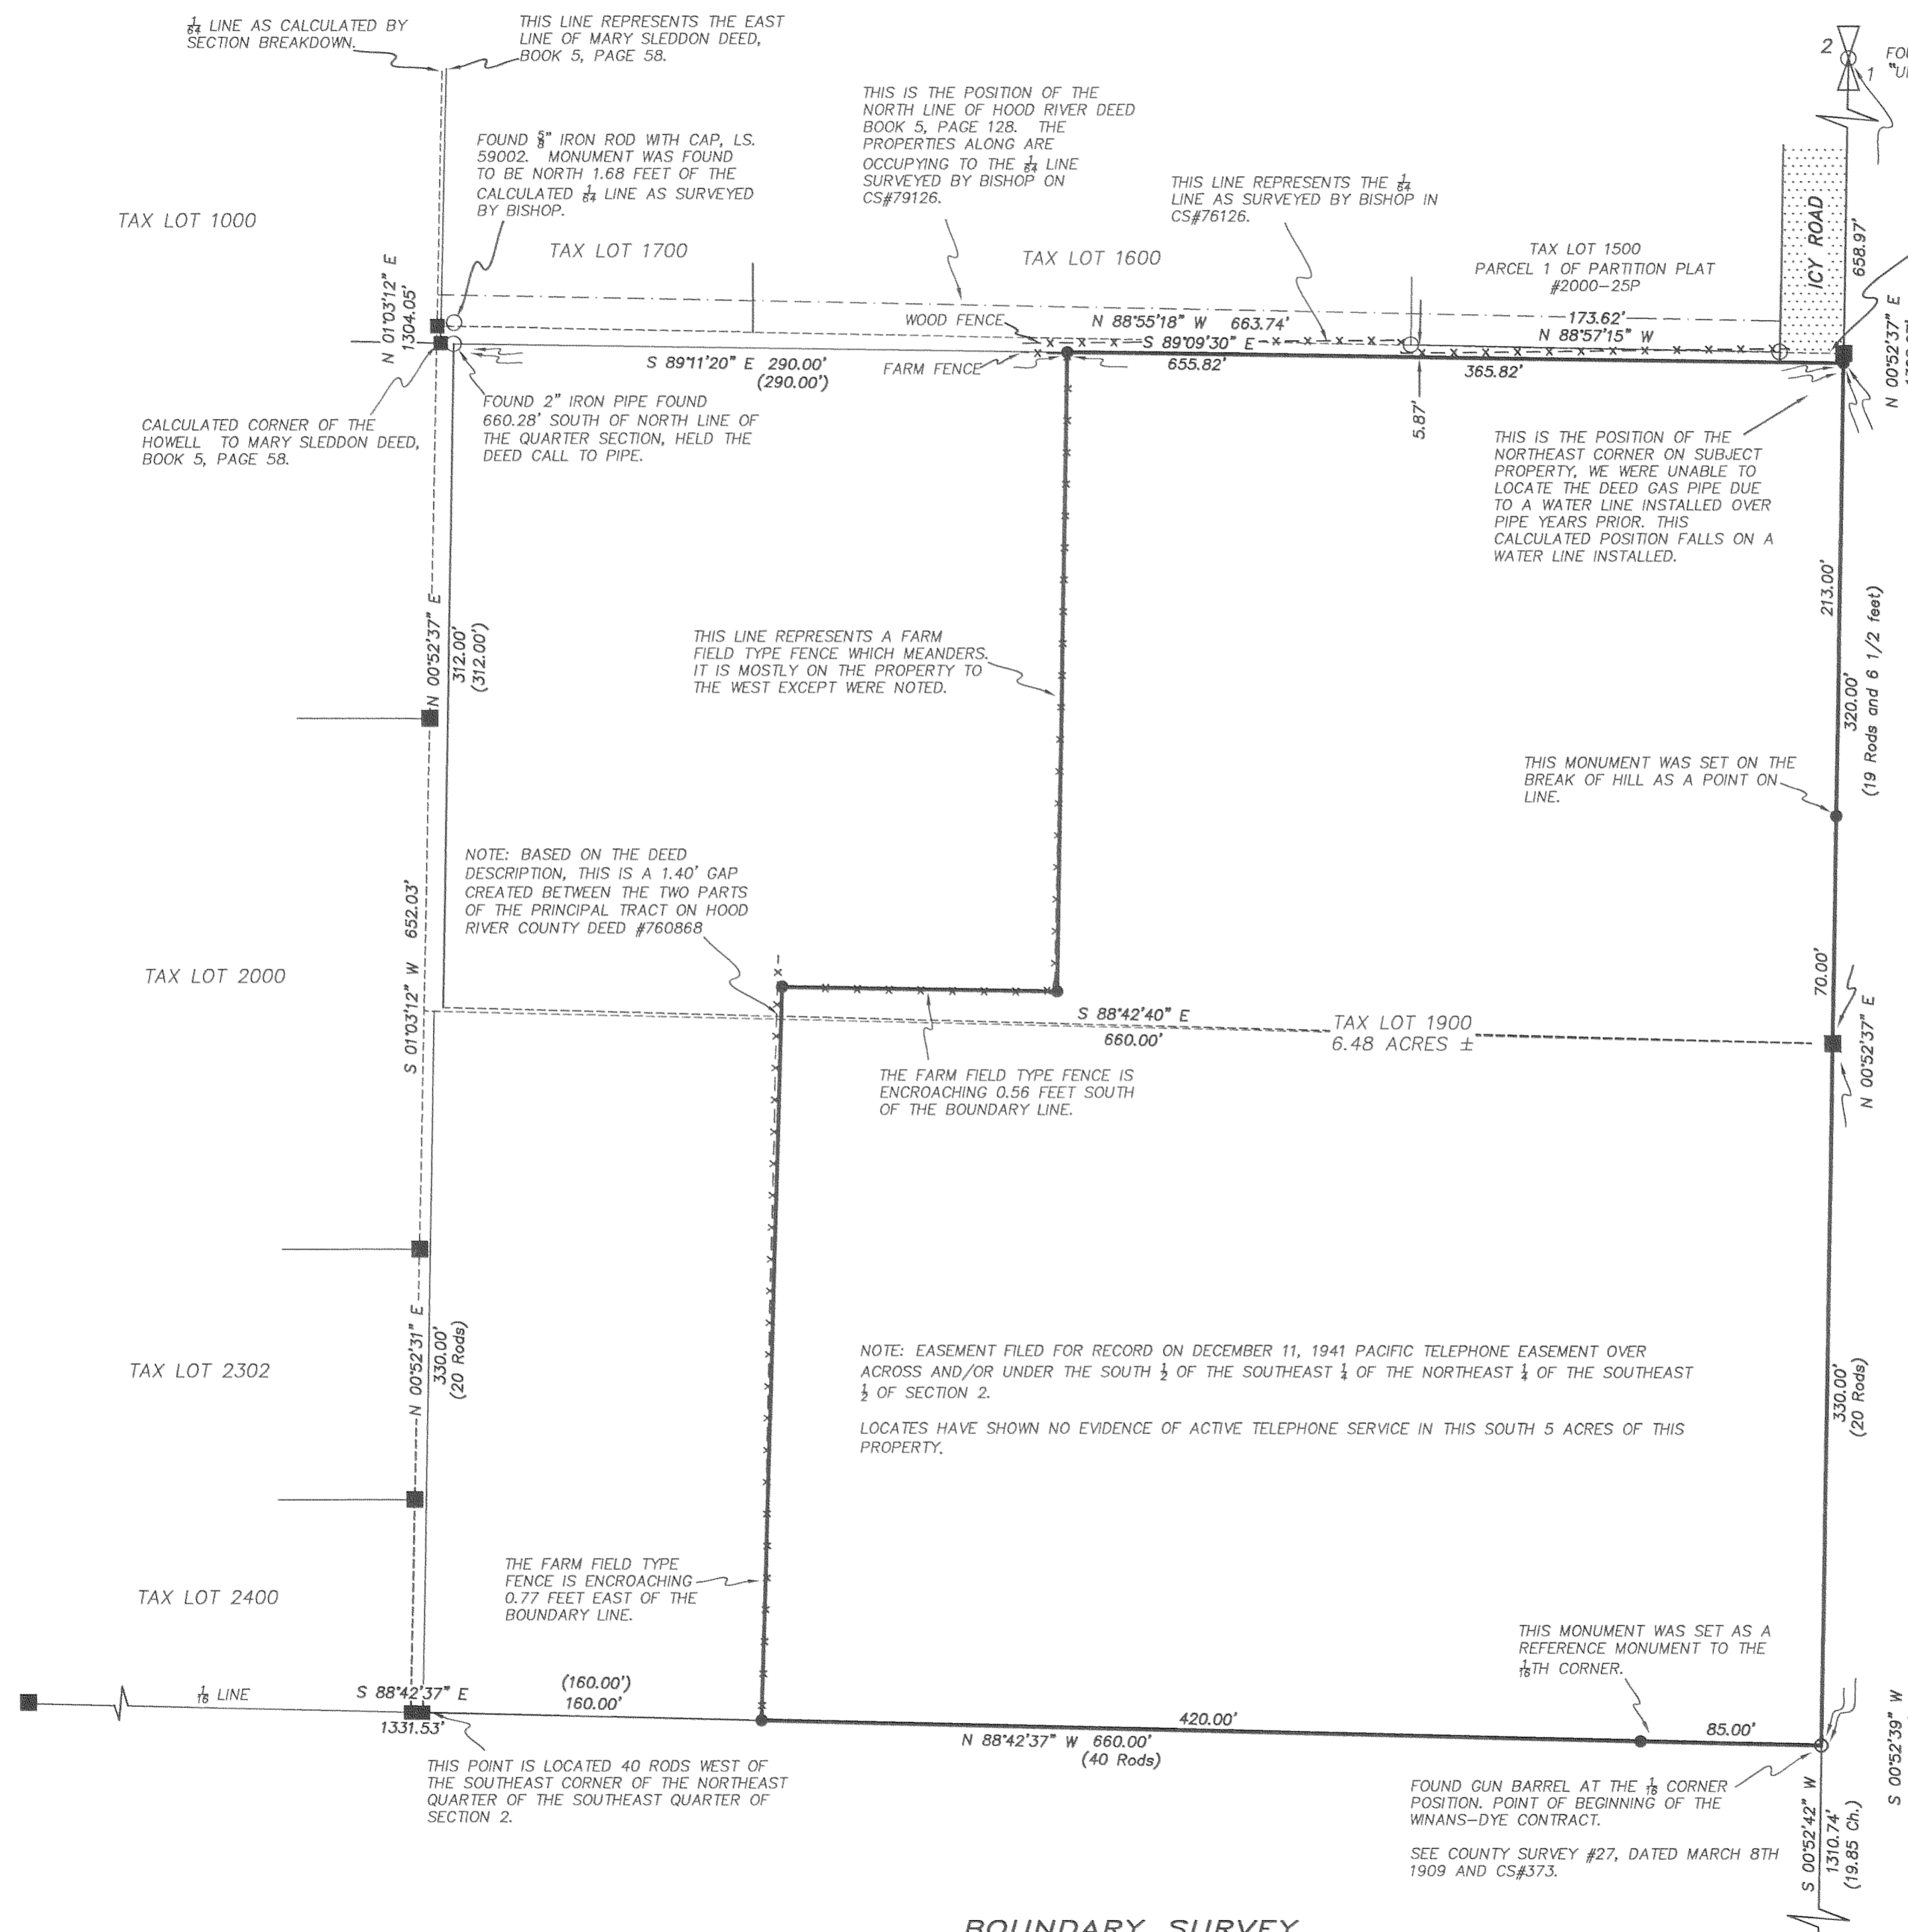 1/64 LINE AS CALCULATED BY
SECTION BREAKDOWN.
THIS LINE REPRESENTS THE EAST
LINE OF MARY SLEDDON DEED,
BOOK 5, PAGE 58.
2
1
THIS IS THE POSITION OF THE
NORTH LINE OF HOOD RIVER DEED
BOOK 5, PAGE 128. THE
PROPERTIES ALONG ARE
OCCUPYING TO THE 1/64 LINE
SURVEYED BY BISHOP ON
CS#79126.
FOUND 5/8" IRON ROD WITH CAP, LS.
59002. MONUMENT WAS FOUND
TO BE NORTH 1.68 FEET OF THE
CALCULATED 1/64 LINE AS SURVEYED
BY BISHOP.
THIS LINE REPRESENTS THE 1/64
LINE AS SURVEYED BY BISHOP IN
CS#76126.
TAX LOT 1000
TAX LOT 1700
TAX LOT 1600
TAX LOT 1500
PARCEL 1 OF PARTITION PLAT
#2000-25P
ICY ROAD
658.97'
N 00°52'37" E
N 01°03'12" E
1304.05'
WOOD FENCE
N 88°55'18" W 663.74'
173.62'
N 88°57'15" W
S 89°11'20" E 290.00'
(290.00')
FARM FENCE
S 89°09'30" E
655.82'
365.82'
5.87'
CALCULATED CORNER OF THE
HOWELL TO MARY SLEDDON DEED,
BOOK 5, PAGE 58.
FOUND 2" IRON PIPE FOUND
660.28' SOUTH OF NORTH LINE OF
THE QUARTER SECTION, HELD THE
DEED CALL TO PIPE.
THIS IS THE POSITION OF THE
NORTHEAST CORNER ON SUBJECT
PROPERTY, WE WERE UNABLE TO
LOCATE THE DEED GAS PIPE DUE
TO A WATER LINE INSTALLED OVER
PIPE YEARS PRIOR. THIS
CALCULATED POSITION FALLS ON A
WATER LINE INSTALLED.
213.00'
320.00'
(19 Rods and 6 1/2 feet)
N 00°52'37" E
312.00'
(312.00')
THIS LINE REPRESENTS A FARM
FIELD TYPE FENCE WHICH MEANDERS.
IT IS MOSTLY ON THE PROPERTY TO
THE WEST EXCEPT WERE NOTED.
THIS MONUMENT WAS SET ON THE
BREAK OF HILL AS A POINT ON
LINE.
NOTE: BASED ON THE DEED
DESCRIPTION, THIS IS A 1.40' GAP
CREATED BETWEEN THE TWO PARTS
OF THE PRINCIPAL TRACT ON HOOD
RIVER COUNTY DEED #760868
S 01°03'12" W 652.03'
TAX LOT 2000
70.00'
N 00°52'37" E
S 88°42'40" E
660.00'
TAX LOT 1900
6.48 ACRES ±
THE FARM FIELD TYPE FENCE IS
ENCROACHING 0.56 FEET SOUTH
OF THE BOUNDARY LINE.
N 00°52'31" E
330.00'
(20 Rods)
TAX LOT 2302
NOTE: EASEMENT FILED FOR RECORD ON DECEMBER 11, 1941 PACIFIC TELEPHONE EASEMENT OVER
ACROSS AND/OR UNDER THE SOUTH 1/2 OF THE SOUTHEAST 1/4 OF THE NORTHEAST 1/4 OF THE SOUTHEAST
1/2 OF SECTION 2.
LOCATES HAVE SHOWN NO EVIDENCE OF ACTIVE TELEPHONE SERVICE IN THIS SOUTH 5 ACRES OF THIS
PROPERTY.
330.00'
(20 Rods)
THE FARM FIELD TYPE
FENCE IS ENCROACHING
0.77 FEET EAST OF THE
BOUNDARY LINE.
TAX LOT 2400
THIS MONUMENT WAS SET AS A
REFERENCE MONUMENT TO THE
1/16TH CORNER.
1/16 LINE
S 88°42'37" E
1331.53'
(160.00')
160.00'
420.00'
N 88°42'37" W 660.00'
(40 Rods)
85.00'
S 00°52'39" W
THIS POINT IS LOCATED 40 RODS WEST OF
THE SOUTHEAST CORNER OF THE NORTHEAST
QUARTER OF THE SOUTHEAST QUARTER OF
SECTION 2.
FOUND GUN BARREL AT THE 1/16 CORNER
POSITION. POINT OF BEGINNING OF THE
WINANS-DYE CONTRACT.
SEE COUNTY SURVEY #27, DATED MARCH 8TH
1909 AND CS#373.
S 00°52'42" W
1310.74'
(19.85 Ch.)
BOUNDARY SURVEY